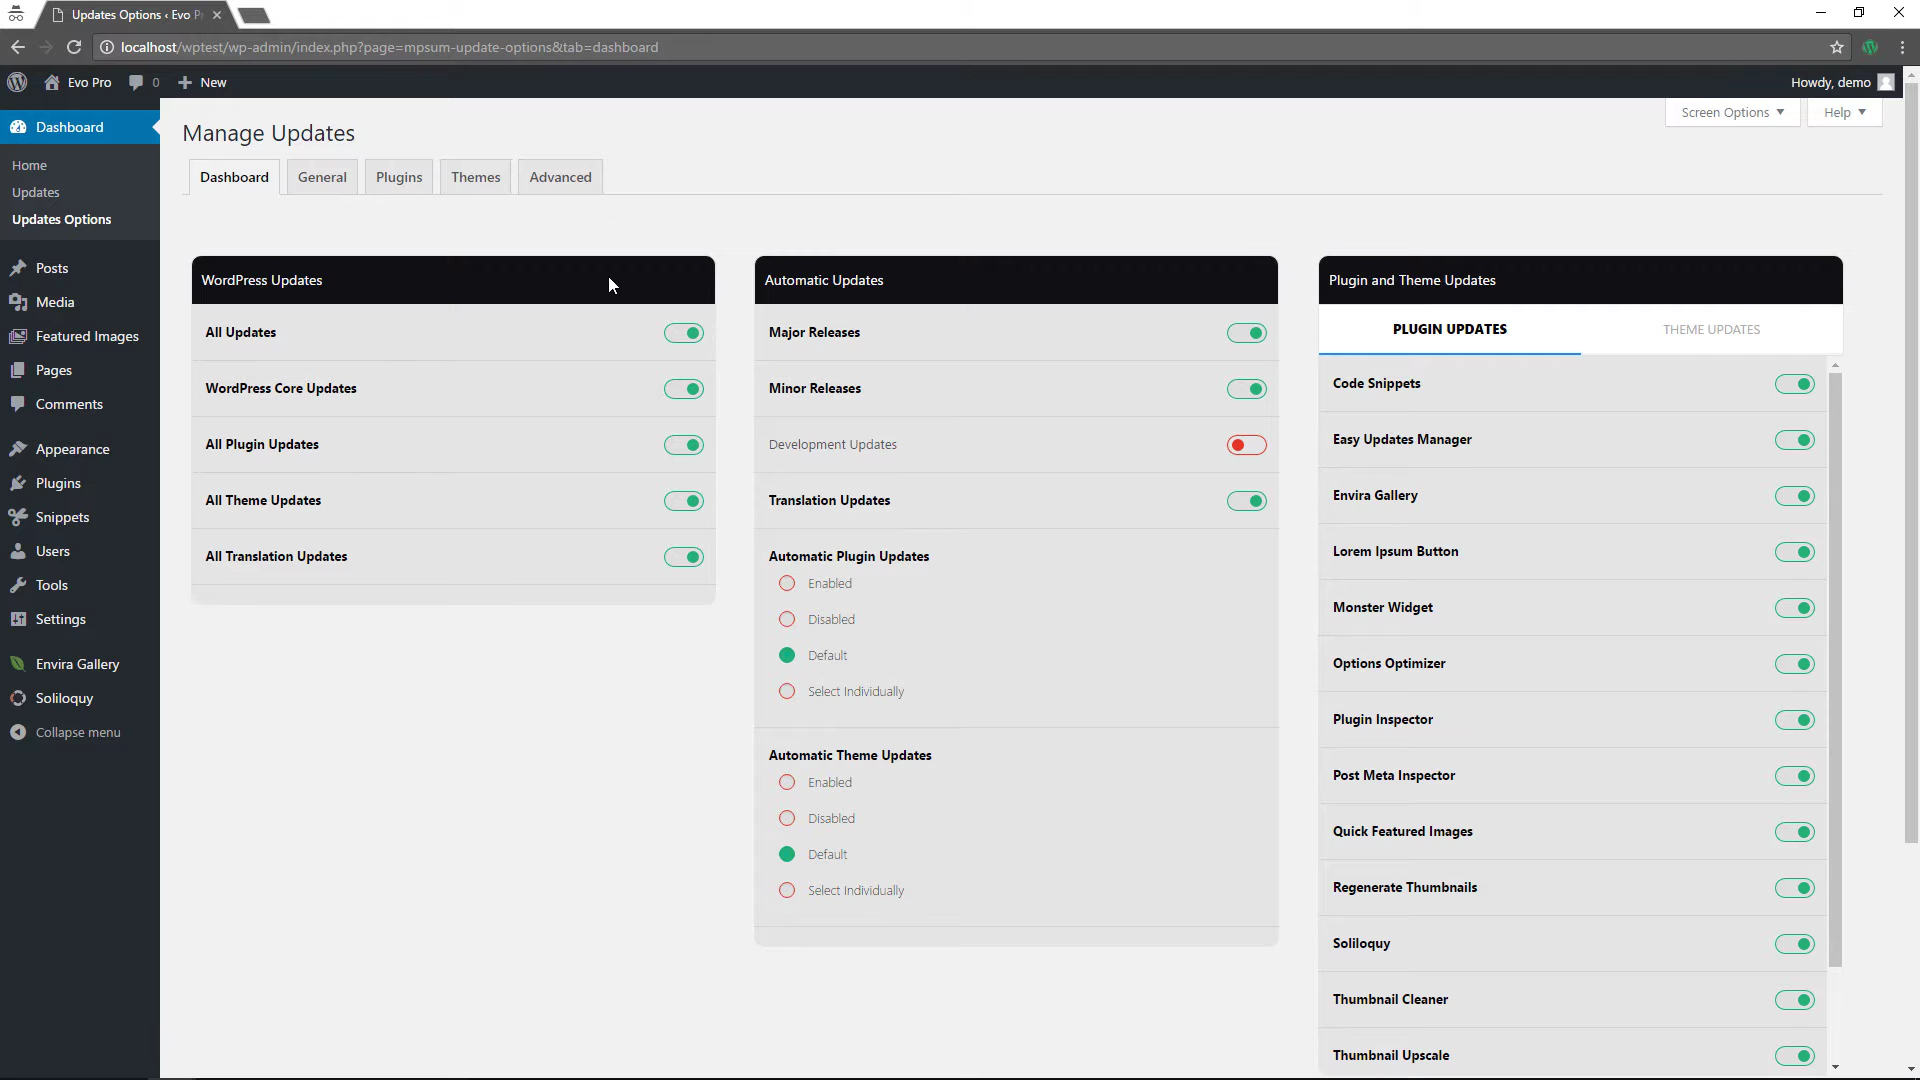 Updates Options ‹ Evo P
localhost/wptest/wp-admin/index.php?page=mpsum-update-options&tab=dashboard
Evo Pro
0
New
Howdy, demo
Dashboard
Home
Updates
Updates Options
Posts
Media
Featured Images
Pages
Comments
Appearance
Plugins
Snippets
Users
Tools
Settings
Envira Gallery
Soliloquy
Collapse menu
Screen Options
Help
Manage Updates
Dashboard
General
Plugins
Themes
Advanced
WordPress Updates
All Updates
WordPress Core Updates
All Plugin Updates
All Theme Updates
All Translation Updates
Automatic Updates
Major Releases
Minor Releases
Development Updates
Translation Updates
Automatic Plugin Updates
Enabled
Disabled
Default
Select Individually
Automatic Theme Updates
Enabled
Disabled
Default
Select Individually
Plugin and Theme Updates
PLUGIN UPDATES
THEME UPDATES
Code Snippets
Easy Updates Manager
Envira Gallery
Lorem Ipsum Button
Monster Widget
Options Optimizer
Plugin Inspector
Post Meta Inspector
Quick Featured Images
Regenerate Thumbnails
Soliloquy
Thumbnail Cleaner
Thumbnail Upscale